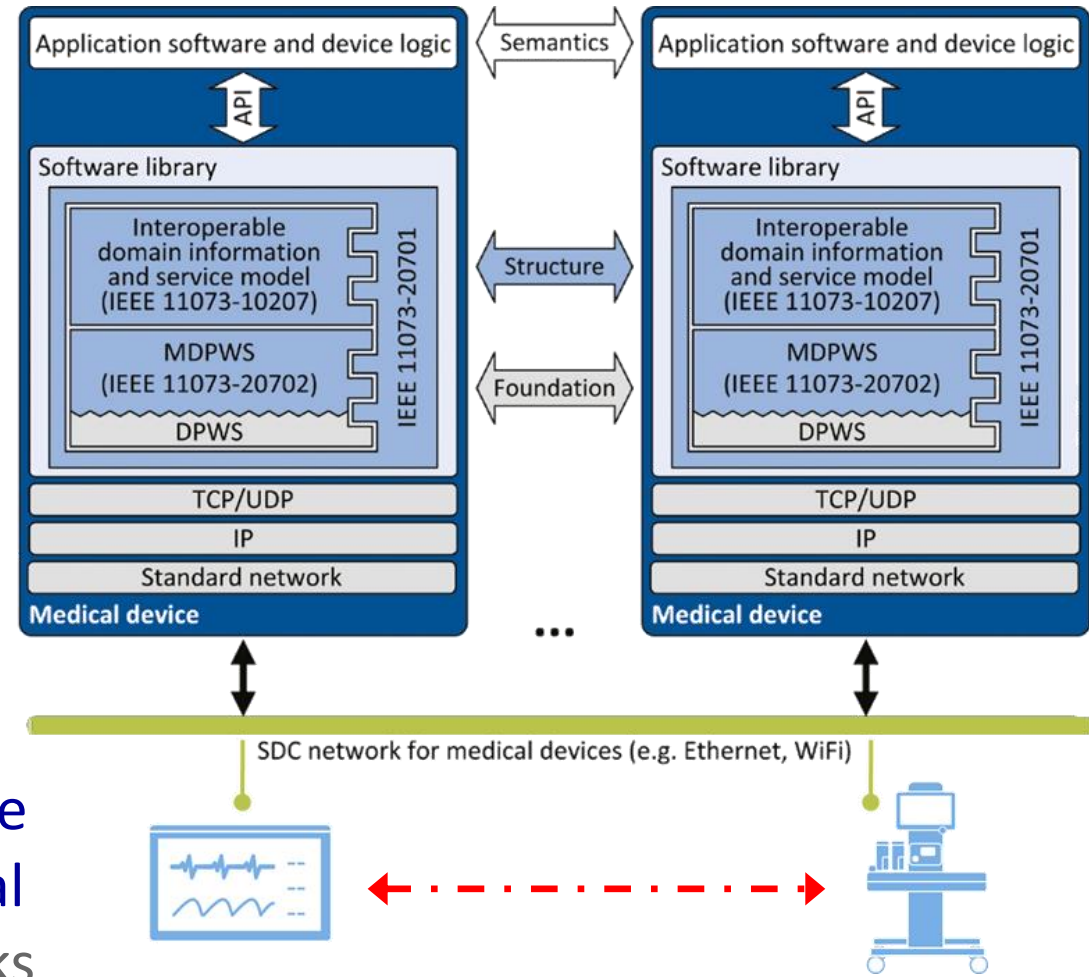 Application software and device logic
Semantics
Application software and device logic
API
API
Software library
Software library
Interoperable
domain information
and service model
(IEEE 11073-10207)
IEEE 11073-20701
Structure
Interoperable
domain information
and service model
(IEEE 11073-10207)
IEEE 11073-20701
MDPWS
(IEEE 11073-20702)
Foundation
MDPWS
(IEEE 11073-20702)
DPWS
DPWS
TCP/UDP
TCP/UDP
IP
IP
Standard network
Standard network
Medical device
...
Medical device
SDC network for medical devices (e.g. Ethernet, WiFi)
e
al
ks